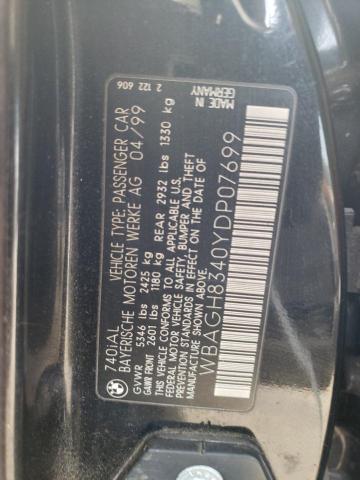 740iAL VEHICLE TYPE: PASSENGER CAR
BAYERISCHE MOTOREN WERKE AG 04/99
GVWR 5346 lbs 2425 kg
GAWR FRONT 2601 lbs 1180 kg REAR 2932 lbs 1330 kg
THIS VEHICLE CONFORMS TO ALL APPLICABLE U.S.
FEDERAL MOTOR VEHICLE SAFETY, BUMPER AND THEFT
PREVENTION STANDARDS IN EFFECT ON THE DATE OF
MANUFACTURE SHOWN ABOVE.
WBAGH8340YDP07699
2 122 606
MADE IN
GERMANY